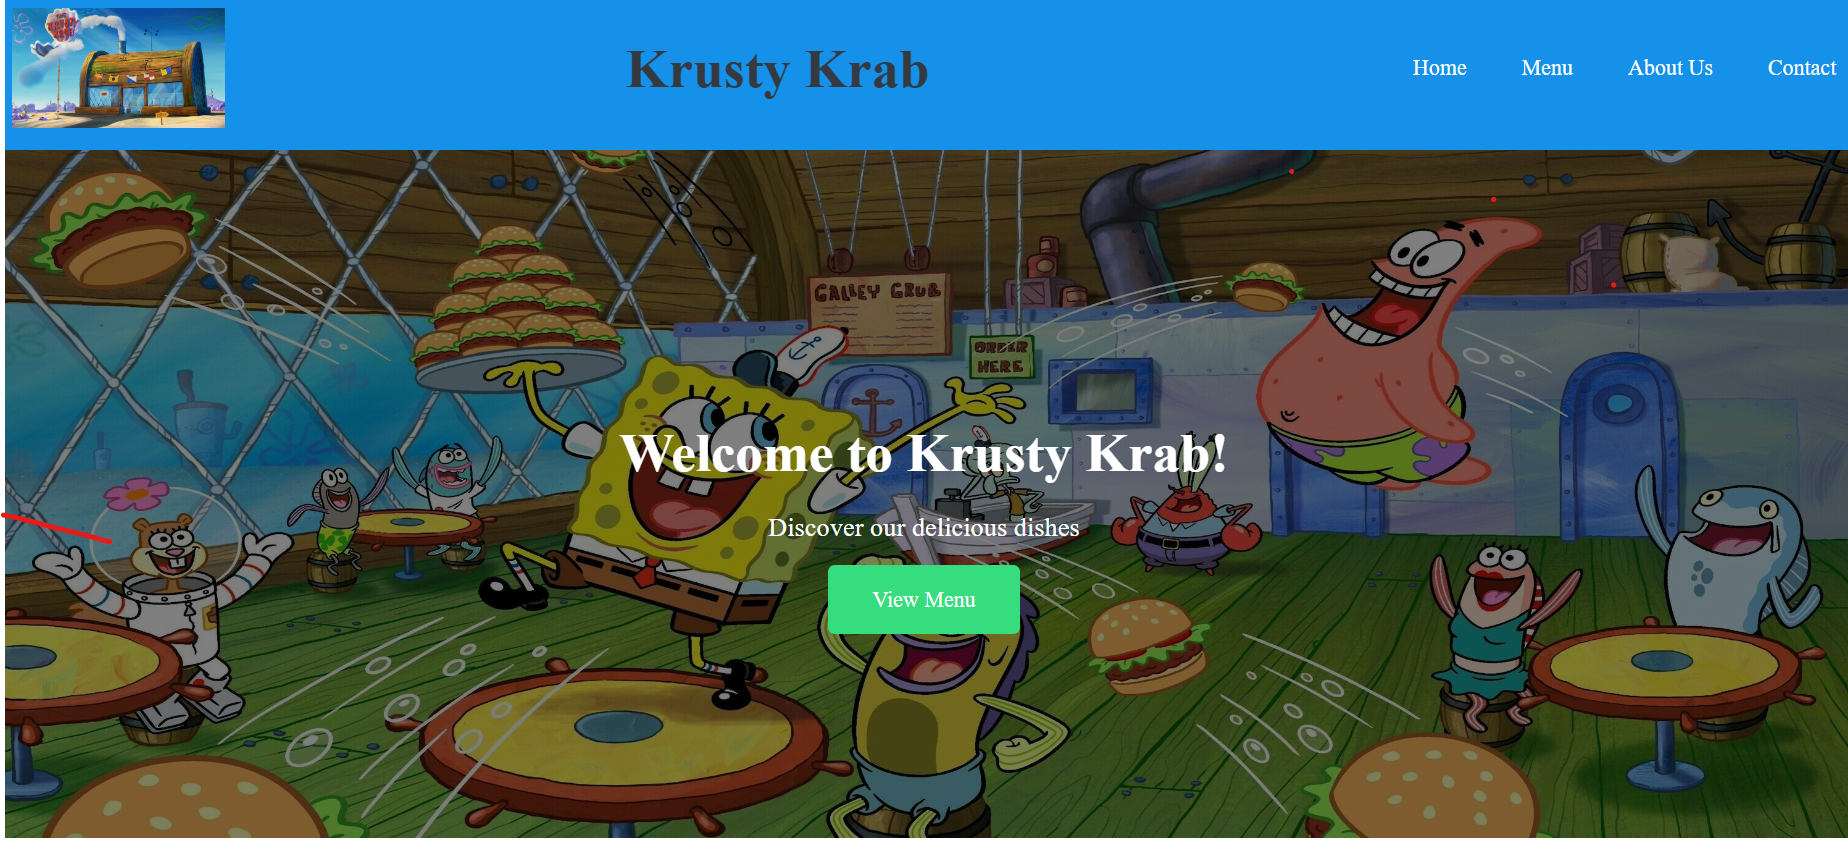 Krusty Krab
Home
Menu
About Us
Contact
GALLEY GRUB
ORDER
HERE
Welcome to Krusty Krab!
Discover our delicious dishes
View Menu